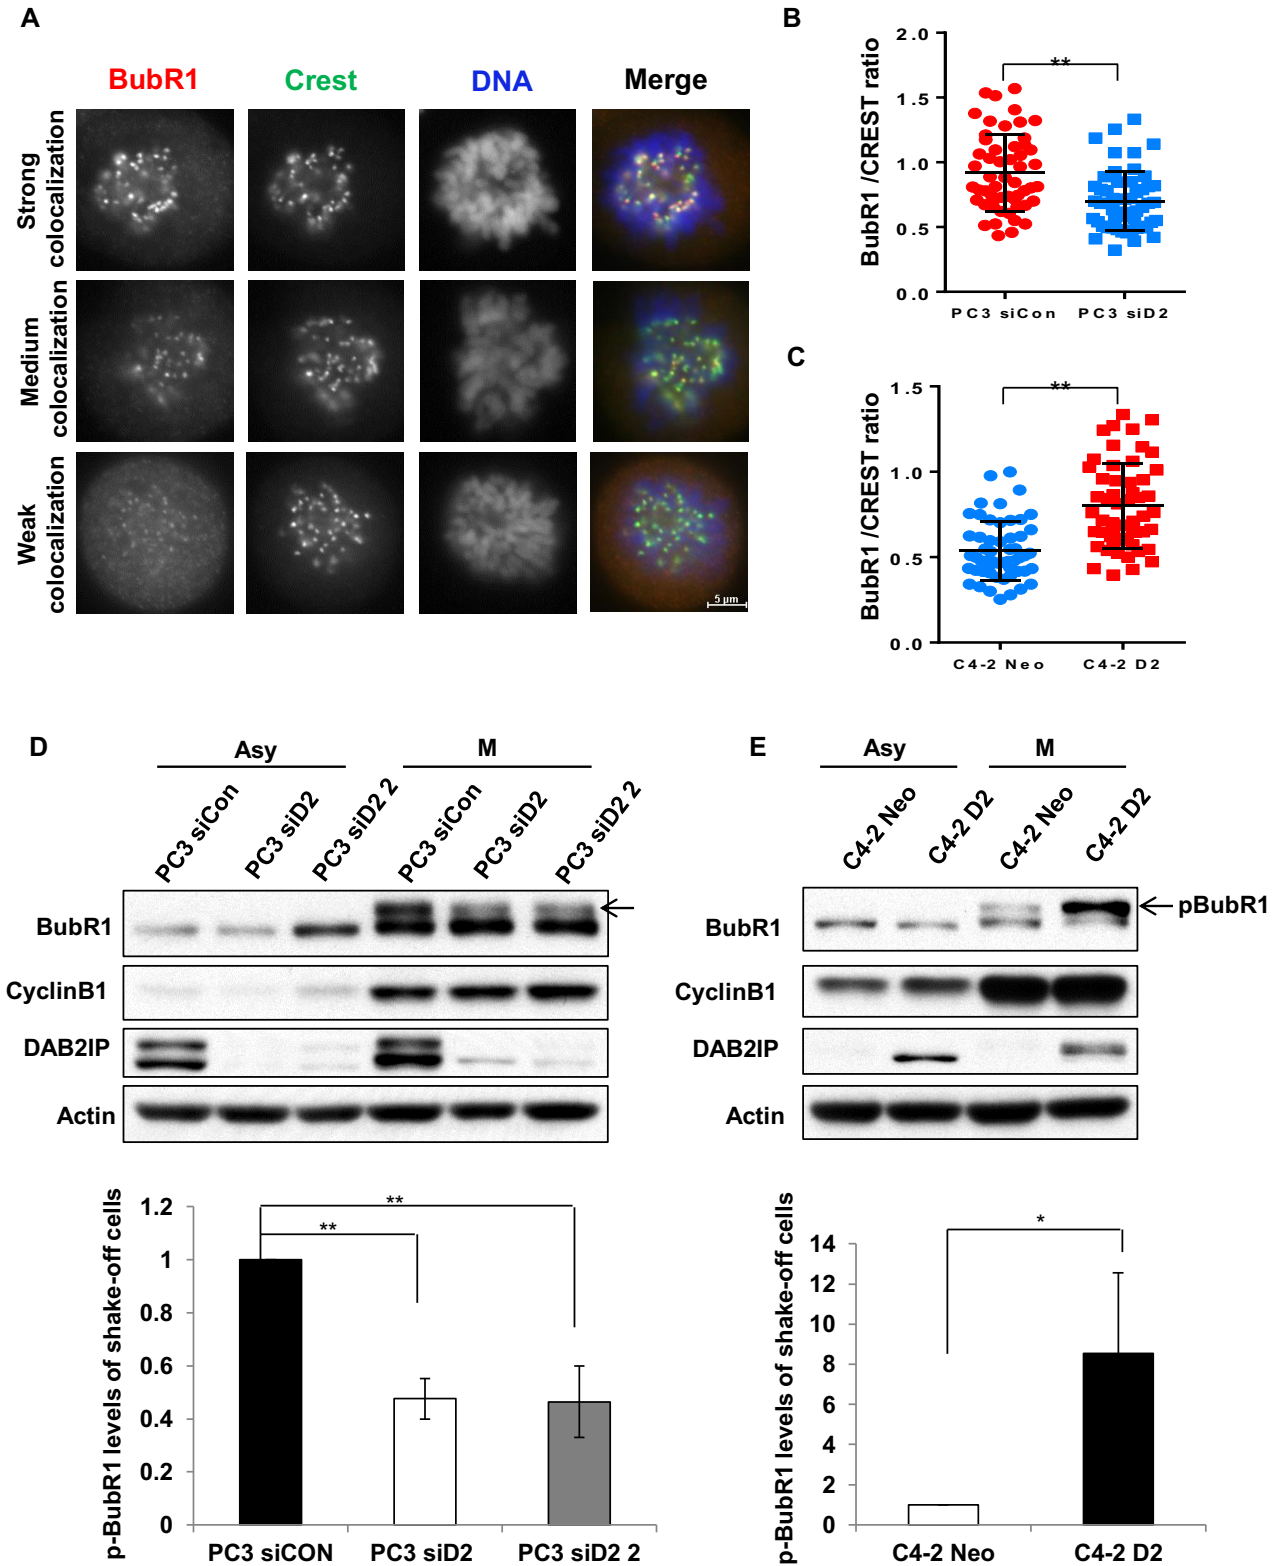 A
BubR1 Crest DNA Merge
Strong colocalization
Medium colocalization
Weak colocalization
5 μm
B
BubR1 /CREST ratio
2.0
1.5
1.0
0.5
0.0
**
PC3 siCon PC3 siD2
C
BubR1 /CREST ratio
1.5
1.0
0.5
0.0
**
C4-2 Neo C4-2 D2
D
Asy M
PC3 siCon PC3 siD2 PC3 siD2 2 PC3 siCon PC3 siD2 PC3 siD2 2
BubR1
CyclinB1
DAB2IP
Actin
p-BubR1 levels of shake-off cells
1.2
1
0.8
0.6
0.4
0.2
0
**
**
PC3 siCON PC3 siD2 PC3 siD2 2
E
Asy M
C4-2 Neo C4-2 D2 C4-2 Neo C4-2 D2
BubR1 pBubR1
CyclinB1
DAB2IP
Actin
p-BubR1 levels of shake-off cells
14
12
10
8
6
4
2
0
*
C4-2 Neo C4-2 D2